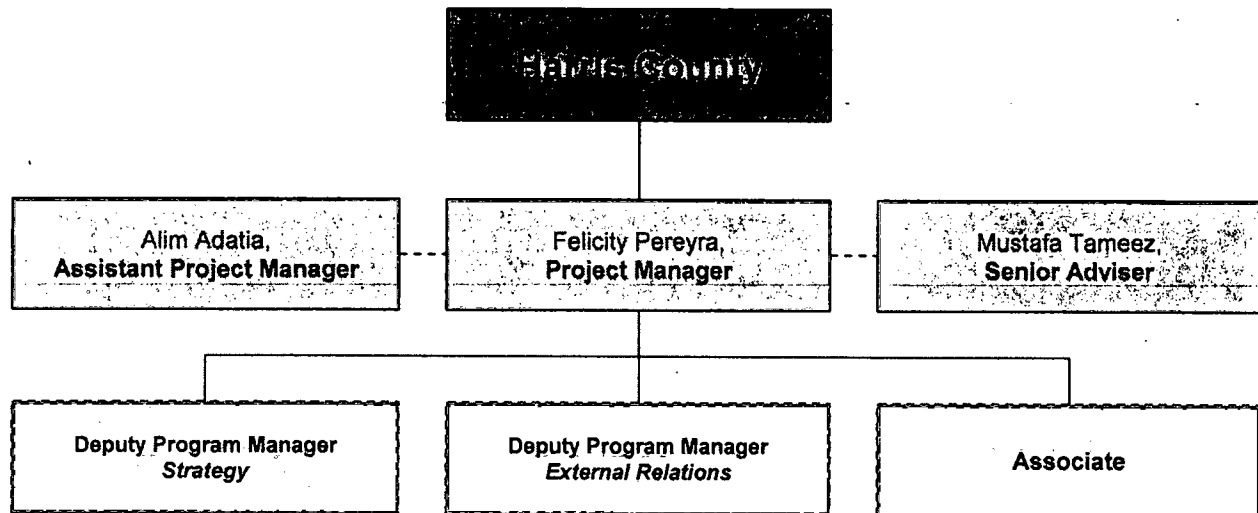 Harris County
Alim Adatia,
Assistant Project Manager
Felicity Pereyra,
Project Manager
Mustafa Tameez,
Senior Adviser
Deputy Program Manager
Strategy
Deputy Program Manager
External Relations
Associate